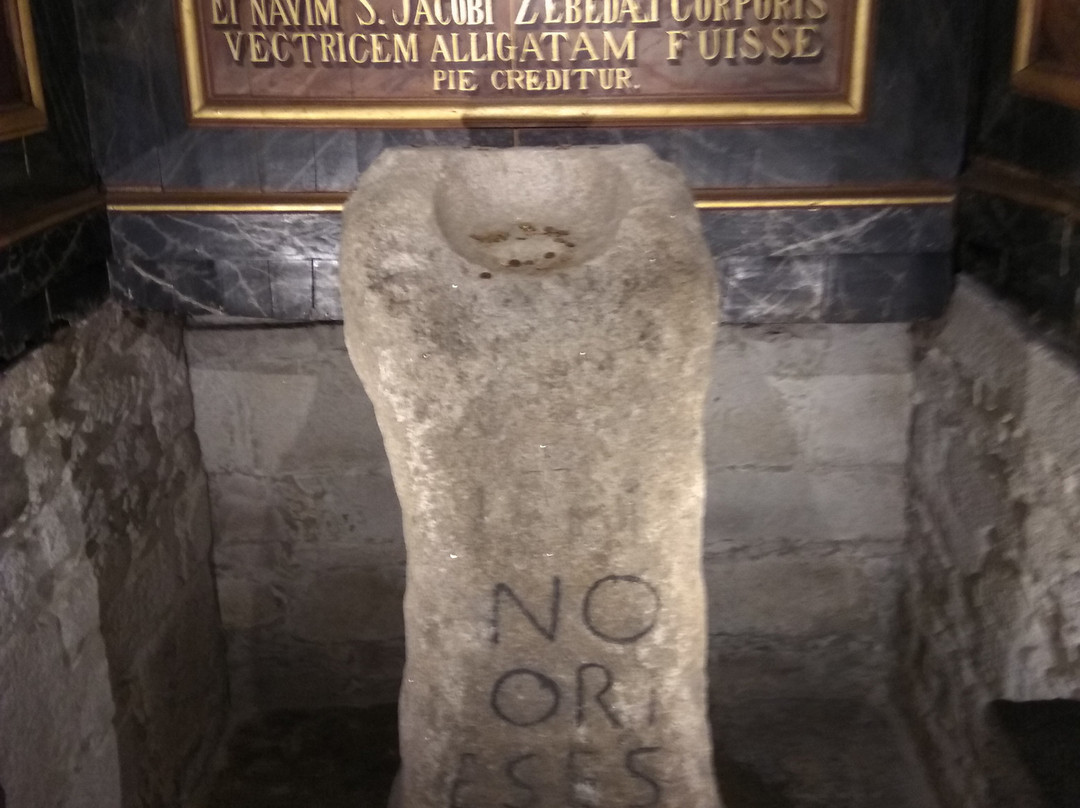 ET NAVIM S. JACOBI ZEBEDÆI CORPORIS
VECTRICEM ALLIGATAM FUISSE
PIE CREDITUR.
NO
ORI
ESES